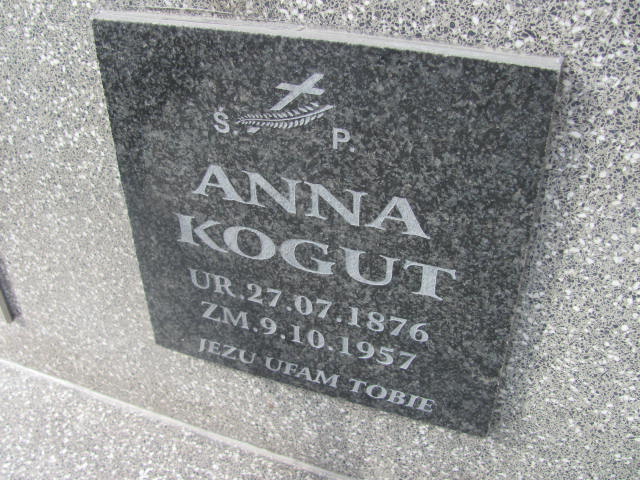 Ś. P.
ANNA
KOGUT
UR.27.07.1876
ZM.9.10.1957
JEZU UFAM TOBIE